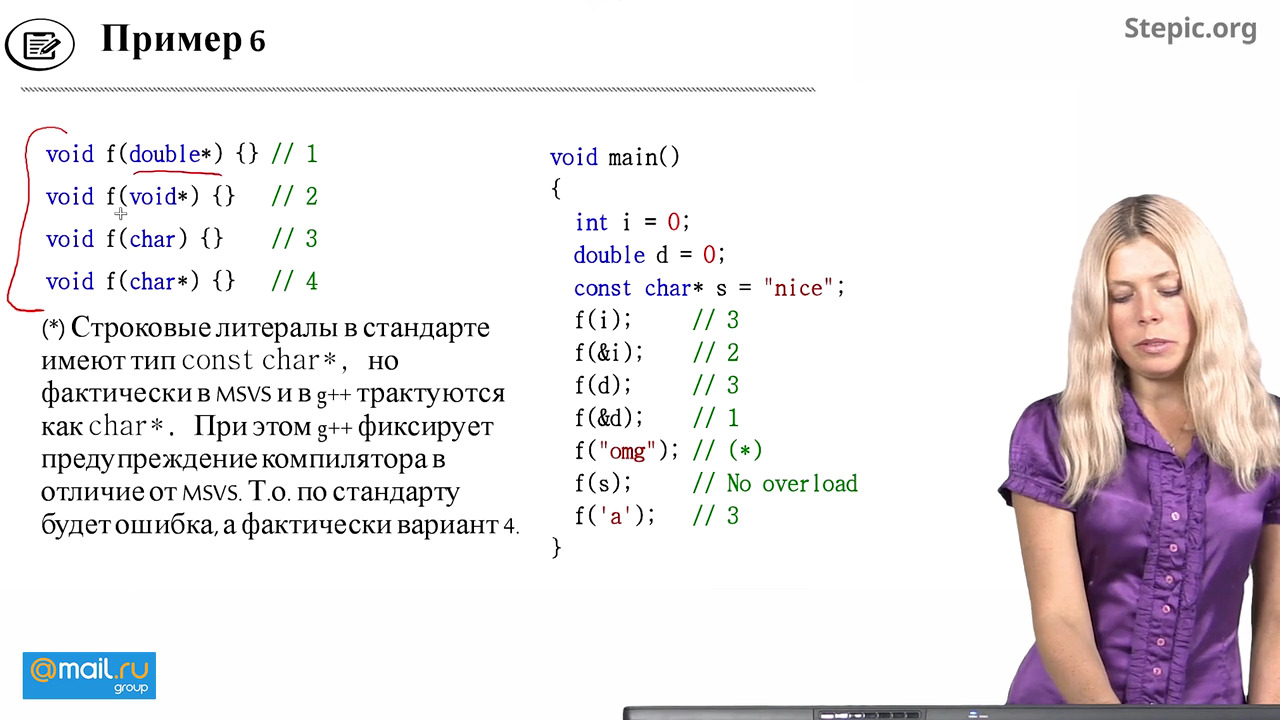 Пример 6
Stepic.org
void f(double*) {} // 1
void f(void*) {} // 2
void f(char) {} // 3
void f(char*) {} // 4
(*) Строковые литералы в стандарте
имеют тип const char*, но
фактически в MSVS и в g++ трактуются
как char*. При этом g++ фиксирует
предупреждение компилятора в
отличие от MSVS. Т.о. по стандарту
будет ошибка, а фактически вариант 4.
void main()
{
int i = 0;
double d = 0;
const char* s = "nice";
f(i); // 3
f(&i); // 2
f(d); // 3
f(&d); // 1
f("omg"); // (*)
f(s); // No overload
f('a'); // 3
}
@mail.ru
group